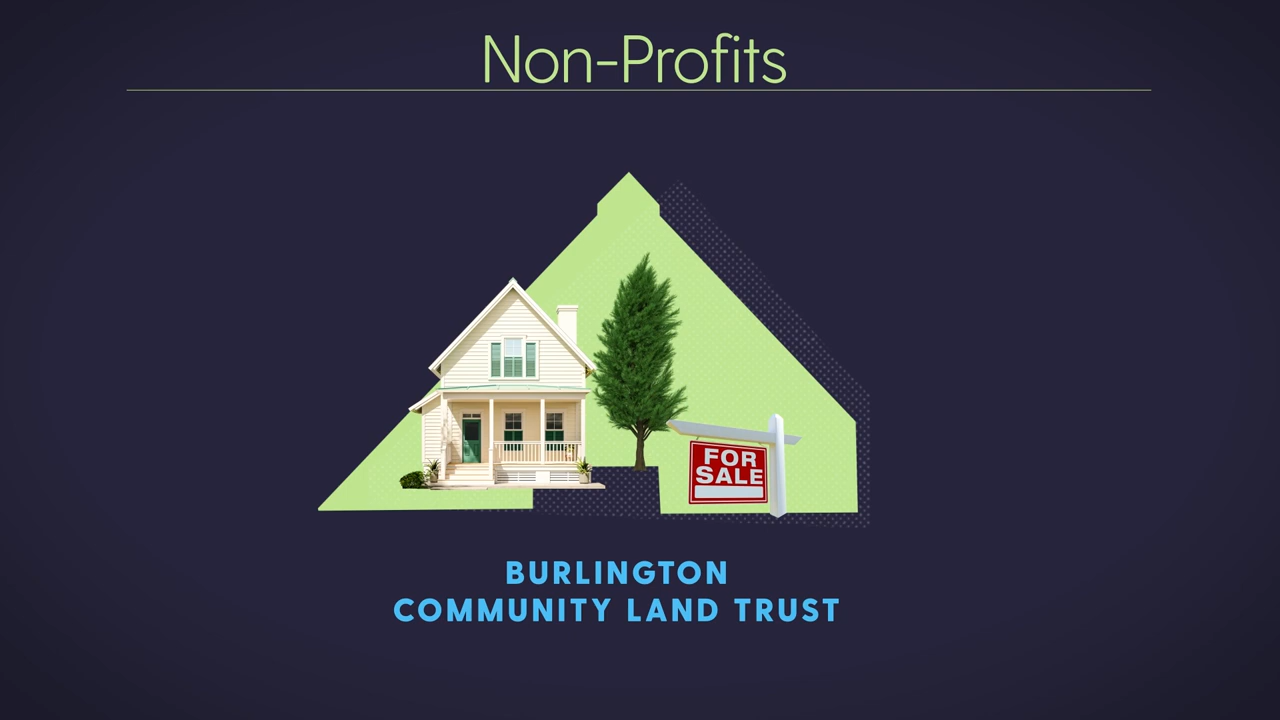 Non-Profits
FOR
SALE
BURLINGTON
COMMUNITY LAND TRUST